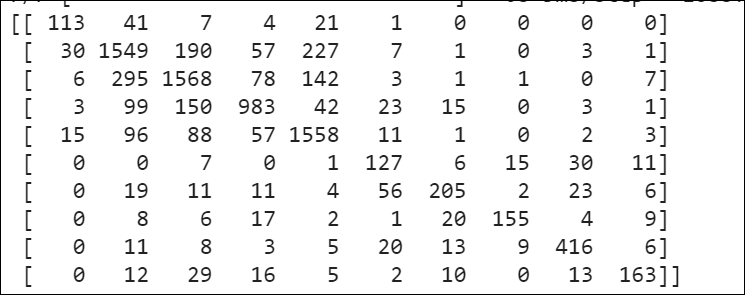 [[ 113 41 7 4 21 1 0 0 0 0]
[ 30 1549 190 57 227 7 1 0 3 1]
[ 6 295 1568 78 142 3 1 1 0 7]
[ 3 99 150 983 42 23 15 0 3 1]
[ 15 96 88 57 1558 11 1 0 2 3]
[ 0 0 7 0 1 127 6 15 30 11]
[ 0 19 11 11 4 56 205 2 23 6]
[ 0 8 6 17 2 1 20 155 4 9]
[ 0 11 8 3 5 20 13 9 416 6]
[ 0 12 29 16 5 2 10 0 13 163]]